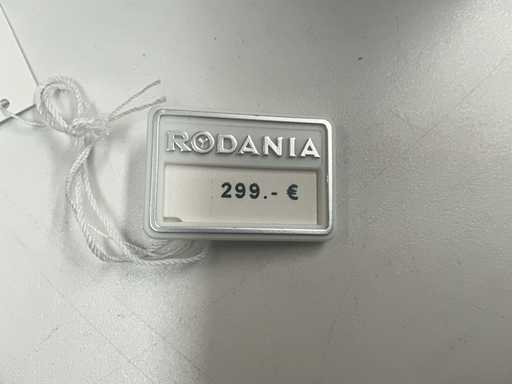 RODANIA
299.- €